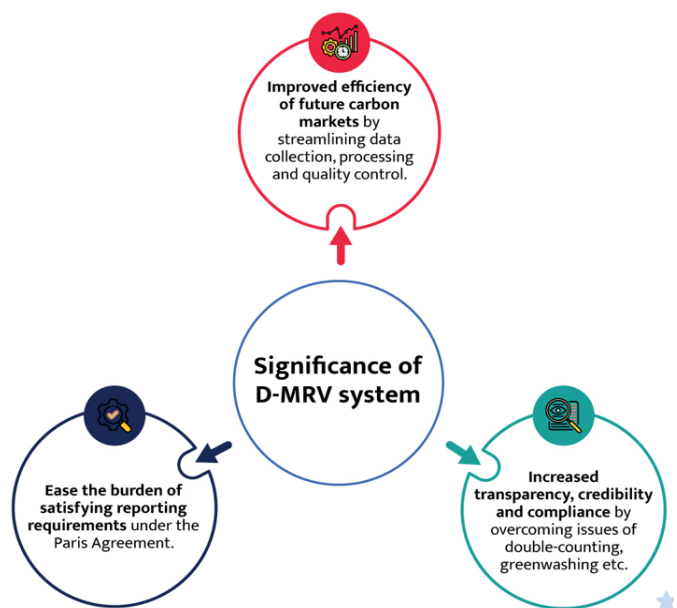 Improved efficiency
of future carbon
markets by
streamlining data
collection, processing
and quality control.
Significance of
D-MRV system
Ease the burden of
satisfying reporting
requirements under the
Paris Agreement.
Increased
transparency, credibility
and compliance by
overcoming issues of
double-counting,
greenwashing etc.